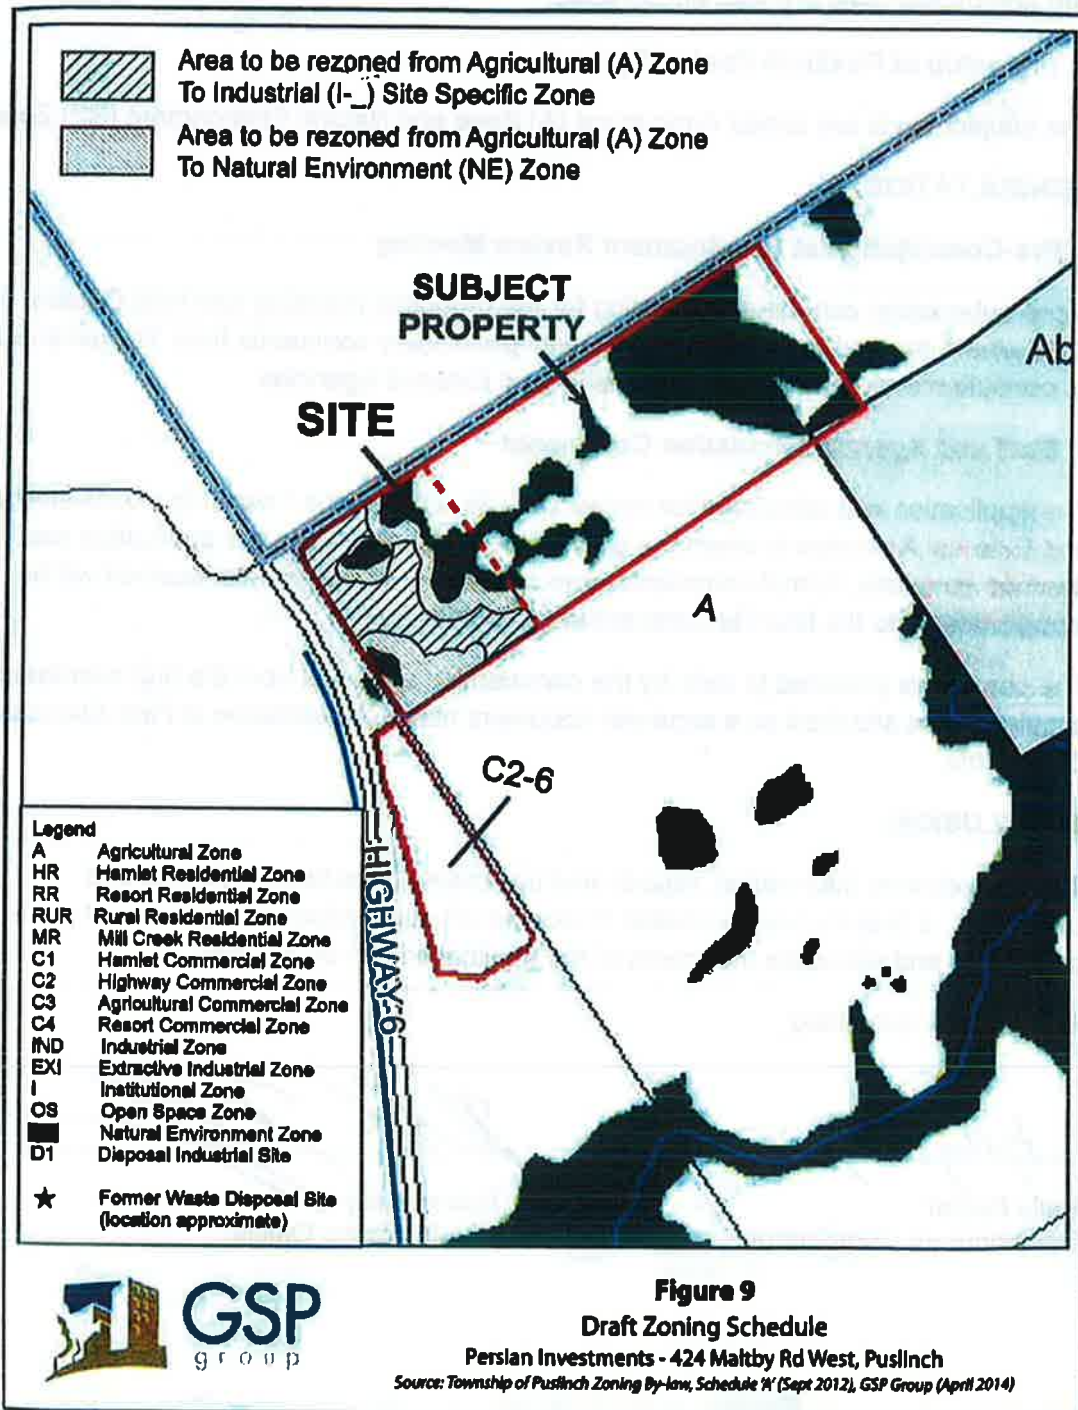 Area to be rezoned from Agricultural (A) Zone
To Industrial (I-_) Site Specific Zone
Area to be rezoned from Agricultural (A) Zone
To Natural Environment (NE) Zone
SUBJECT
PROPERTY
SITE
Ab
A
C2-6
HIGHWAY 6
Legend
A Agricultural Zone
HR Hamlet Residential Zone
RR Resort Residential Zone
RUR Rural Residential Zone
MR Mill Creek Residential Zone
C1 Hamlet Commercial Zone
C2 Highway Commercial Zone
C3 Agricultural Commercial Zone
C4 Resort Commercial Zone
IND Industrial Zone
EXI Extractive Industrial Zone
I Institutional Zone
OS Open Space Zone
Natural Environment Zone
D1 Disposal Industrial Site
★ Former Waste Disposal Site
(location approximate)
GSP
group
Figure 9
Draft Zoning Schedule
Persian Investments - 424 Maltby Rd West, Puslinch
Source: Township of Puslinch Zoning By-law, Schedule 'A' (Sept 2012), GSP Group (April 2014)